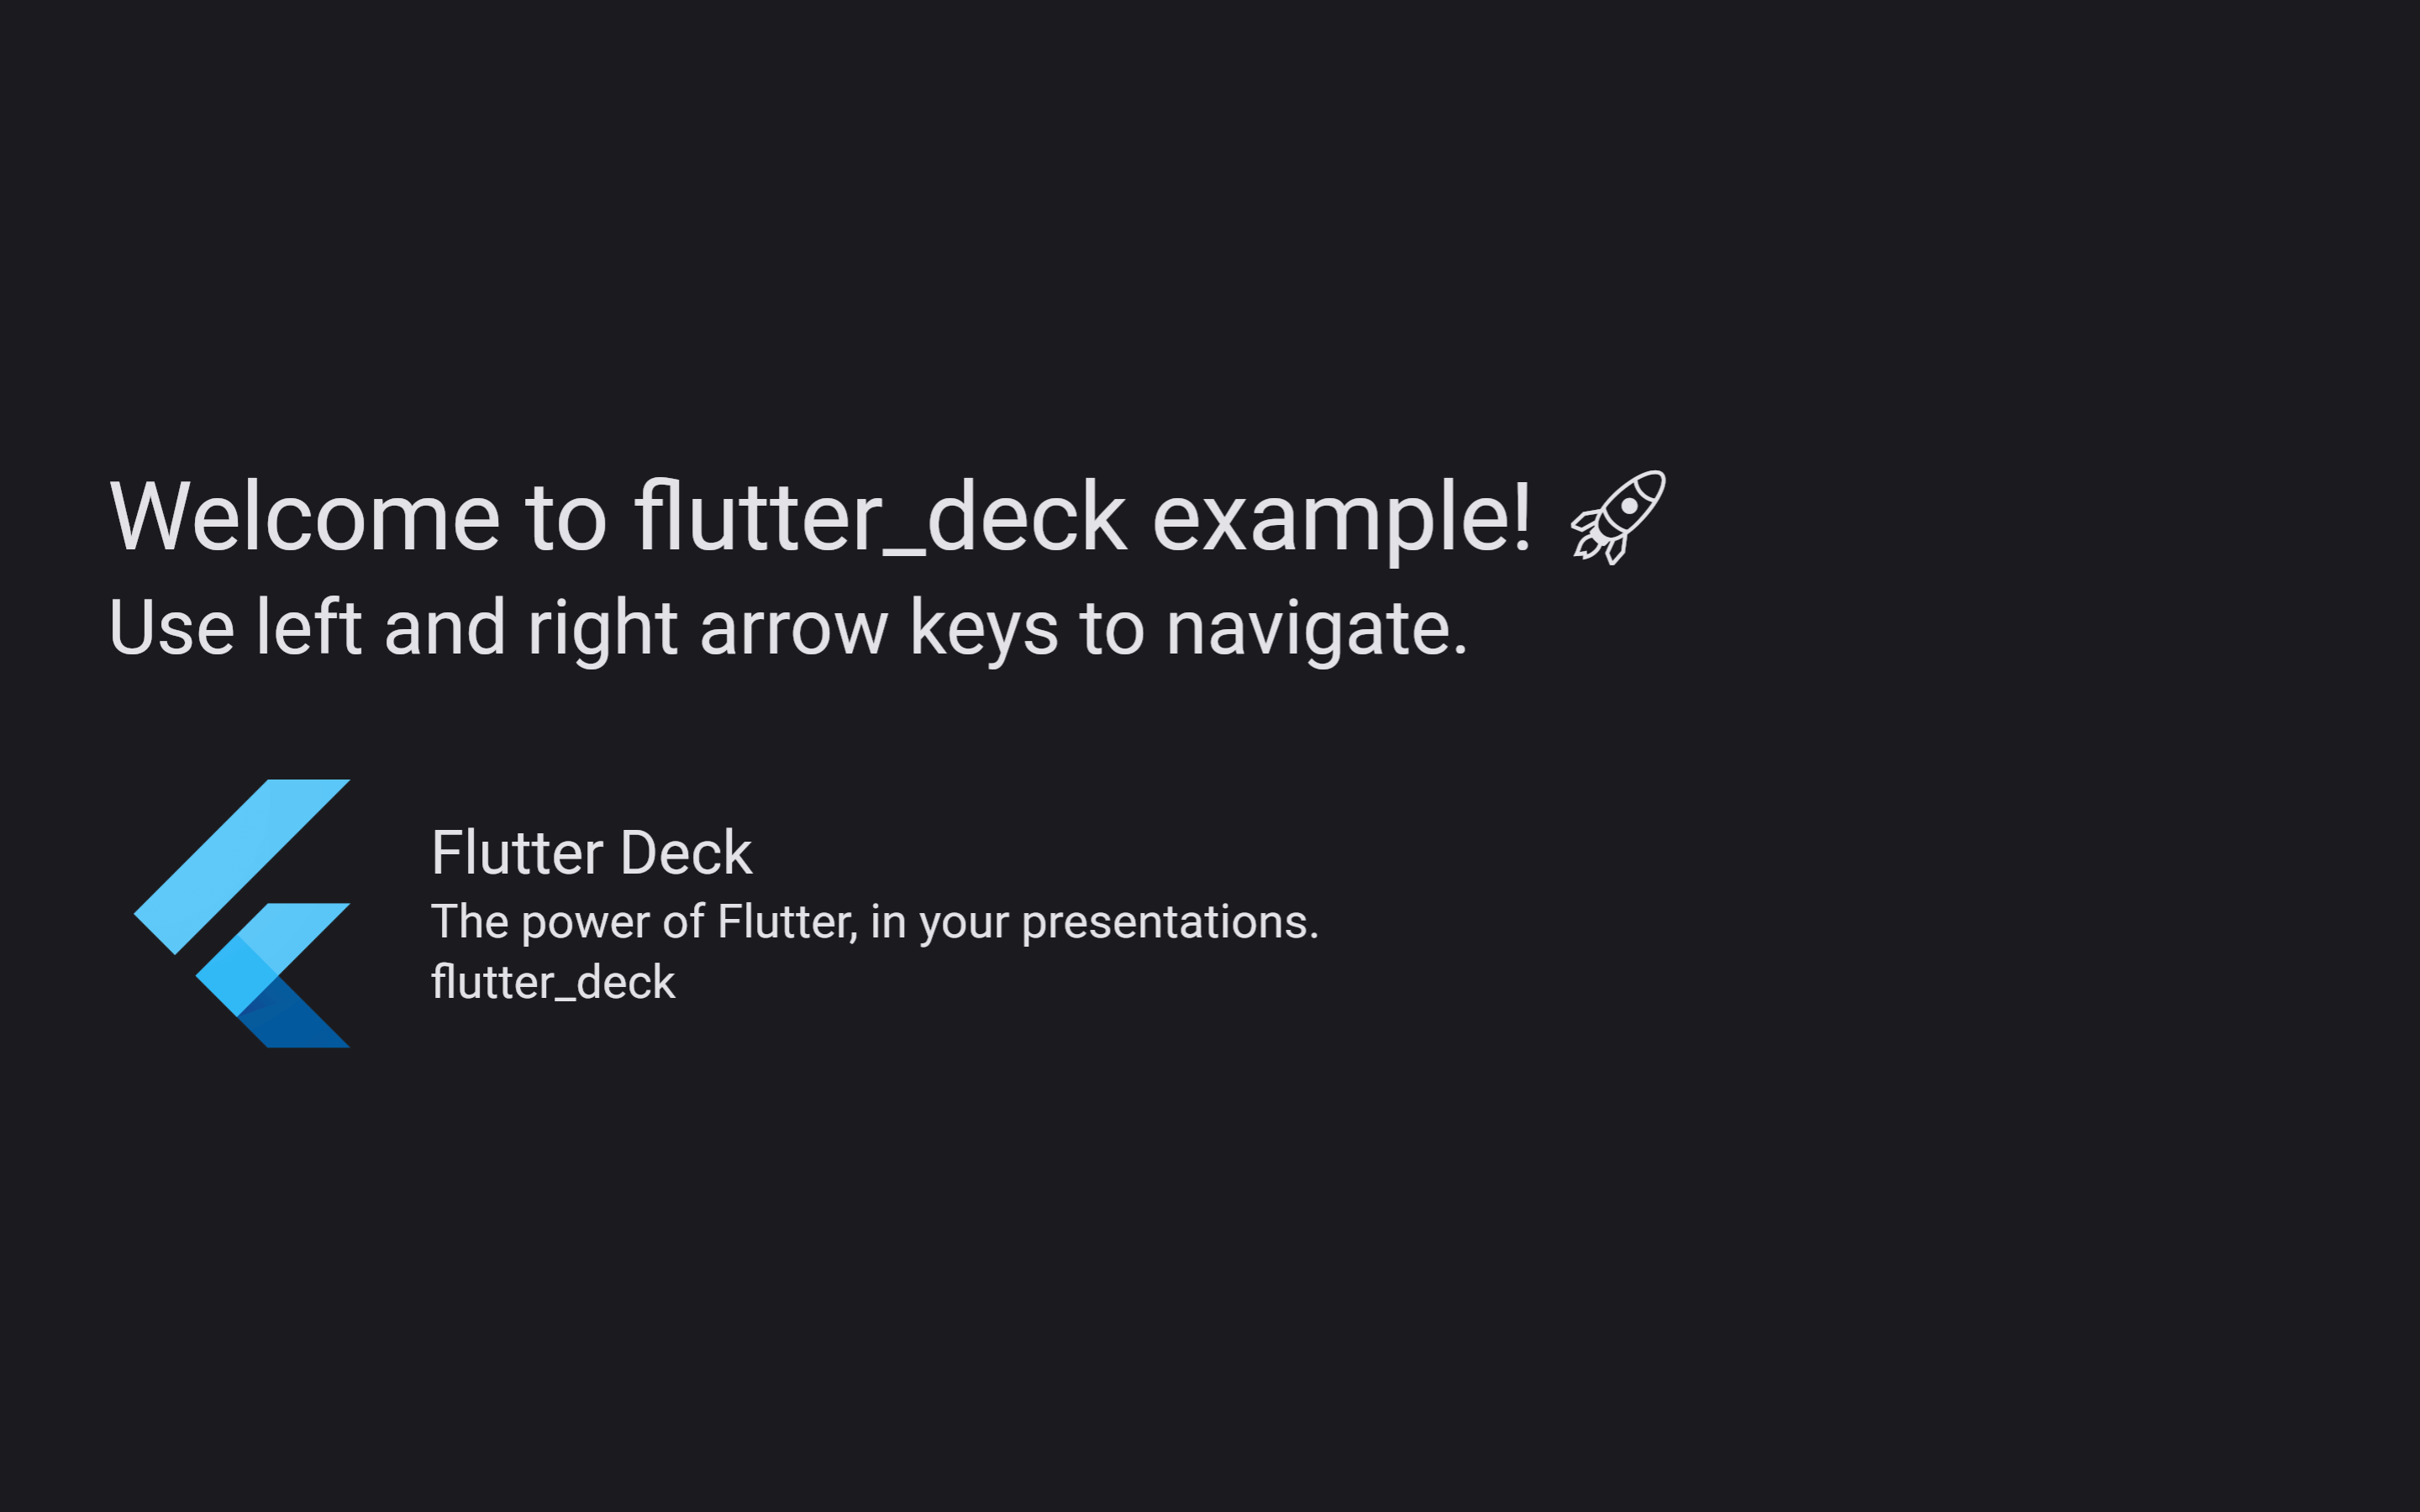 Welcome to flutter_deck example! 🚀
Use left and right arrow keys to navigate.
Flutter Deck
The power of Flutter, in your presentations.
flutter_deck